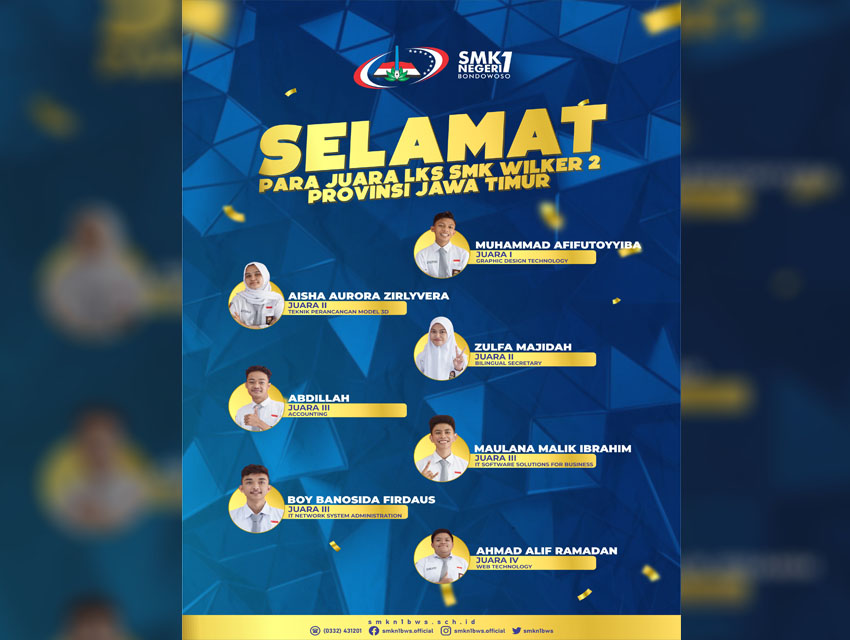 SMK
NEGERI 1
BONDOWOSO
SELAMAT
PARA JUARA LKS SMK WILKER 2
PROVINSI JAWA TIMUR
MUHAMMAD AFIFUTOYYIBA
JUARA I
GRAPHIC DESIGN TECHNOLOGY
AISHA AURORA ZIRLYVERA
JUARA II
TEKNIK PERANCANGAN MODEL 3D
ZULFA MAJIDAH
JUARA II
BILINGUAL SECRETARY
ABDILLAH
JUARA III
ACCOUNTING
MAULANA MALIK IBRAHIM
JUARA III
IT SOFTWARE SOLUTIONS FOR BUSINESS
BOY BANOSIDA FIRDAUS
JUARA III
IT NETWORK SYSTEM ADMINISTRATION
AHMAD ALIF RAMADAN
JUARA IV
WEB TECHNOLOGY
smkn1bws.sch.id
(0332) 431201 smkn1bws.official smkn1bws.official smkn1bws